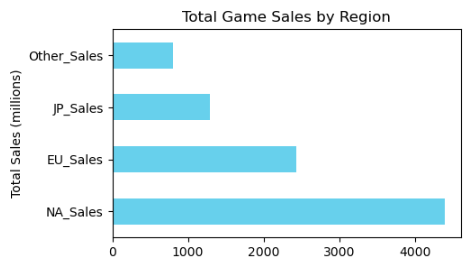 Total Game Sales by Region
Total Sales (millions)
Other_Sales
JP_Sales
EU_Sales
NA_Sales
0 1000 2000 3000 4000